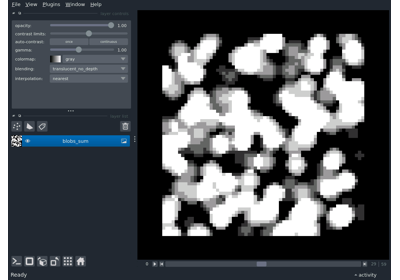 File View Plugins Window Help
opacity: 1.00
contrast limits:
auto-contrast: once continuous
gamma: 1.00
colormap: gray
blending: translucent_no_depth
interpolation: nearest
blobs_sum
Ready
activity